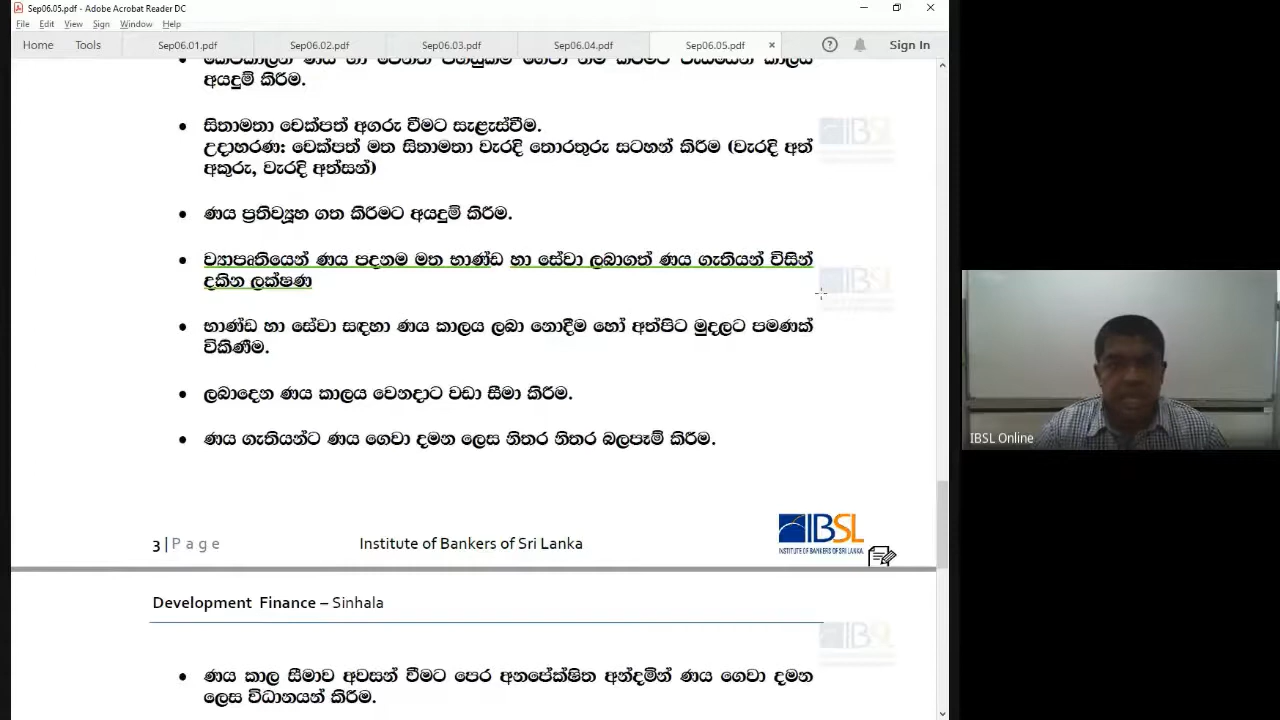 Sep06.05.pdf - Adobe Acrobat Reader DC
File Edit View Sign Window Help
Home Tools Sep06.01.pdf Sep06.02.pdf Sep06.03.pdf Sep06.04.pdf Sep06.05.pdf × ? Sign In
අයදුම් කිරීම.
• සිතාමතා චෙක්පත් අගරු වීමට සැළැස්වීම.
උදාහරණ: චෙක්පත් මත සිතාමතා වැරදි තොරතුරු සටහන් කිරීම (වැරදි අත්
අකුරු, වැරදි අත්සන්)
• ණය ප්‍රතිව්‍යූහ ගත කිරීමට අයදුම් කිරීම.
• ව්‍යාපෘතියෙන් ණය පදනම මත භාණ්ඩ හා සේවා ලබාගත් ණය ගැතියන් විසින්
දකින ලක්ෂණ
• භාණ්ඩ හා සේවා සඳහා ණය කාලය ලබා නොදීම හෝ අත්පිට මුදලට පමණක්
විකිණීම.
• ලබාදෙන ණය කාලය වෙනදාට වඩා සීමා කිරීම.
• ණය ගැතියන්ට ණය ගෙවා දමන ලෙස නිතර නිතර බලපෑම් කිරීම.
IBSL Online
3 | Page Institute of Bankers of Sri Lanka
IBSL
INSTITUTE OF BANKERS OF SRI LANKA
Development Finance – Sinhala
• ණය කාල සීමාව අවසන් වීමට පෙර අනපේක්ෂිත අන්දමින් ණය ගෙවා දමන
ලෙස විධානයන් කිරීම.